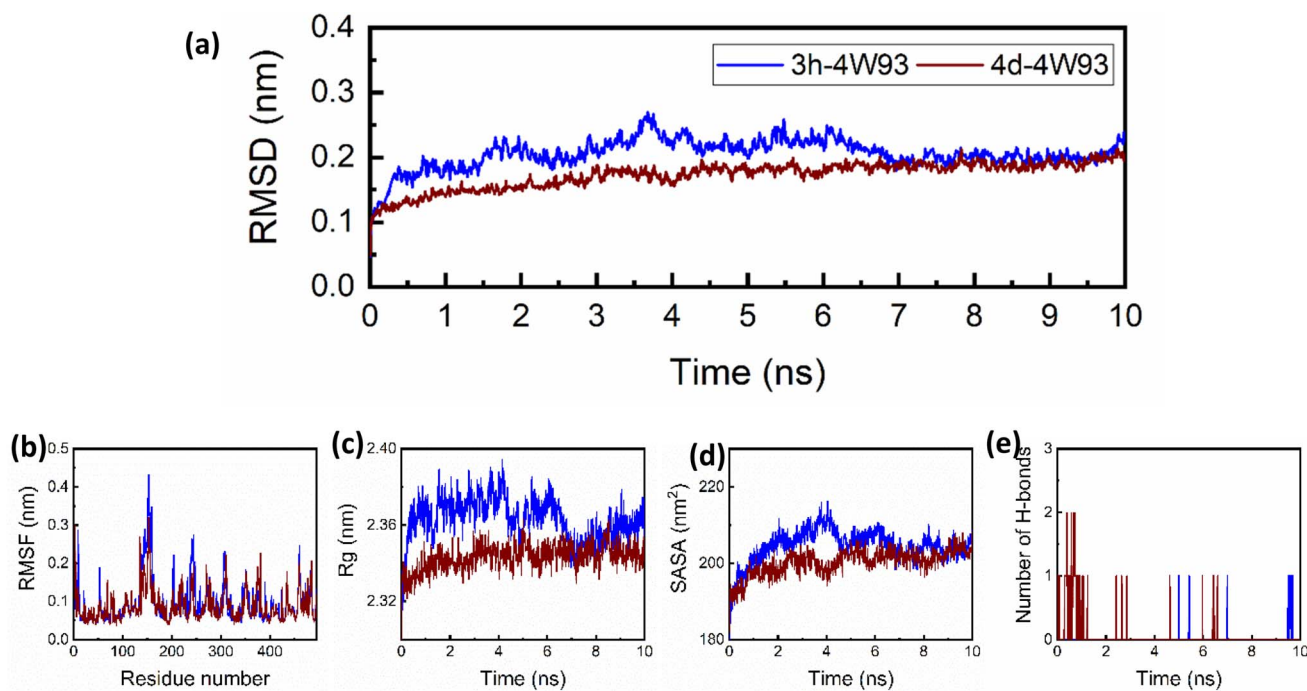 (a)
RMSD (nm)
0.4
0.3
0.2
0.1
0.0
3h-4W93 4d-4W93
0 1 2 3 4 5 6 7 8 9 10
Time (ns)
(b)
RMSF (nm)
0.5
0.4
0.3
0.2
0.1
0.0
0 100 200 300 400
Residue number
(c)
Rg (nm)
2.40
2.36
2.32
0 2 4 6 8 10
Time (ns)
(d)
SASA (nm²)
220
200
180
0 2 4 6 8 10
Time (ns)
(e)
Number of H-bonds
3
2
1
0
0 2 4 6 8 10
Time (ns)